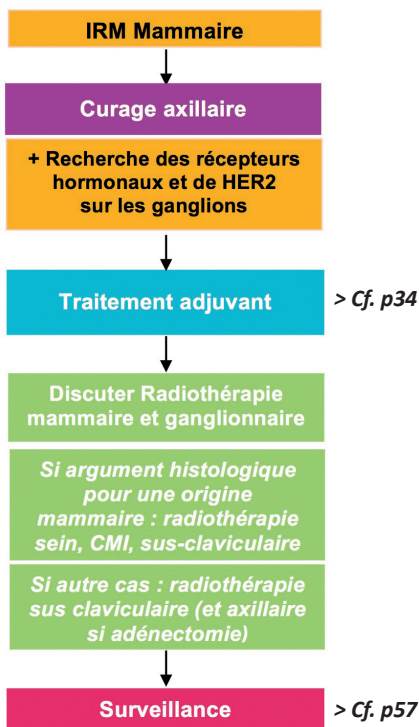 IRM Mammaire
Curage axillaire
+ Recherche des récepteurs
hormonaux et de HER2
sur les ganglions
Traitement adjuvant
> Cf. p34
Discuter Radiothérapie
mammaire et ganglionnaire
Si argument histologique
pour une origine
mammaire : radiothérapie
sein, CMI, sus-claviculaire
Si autre cas : radiothérapie
sus claviculaire (et axillaire
si adénectomie)
Surveillance
> Cf. p57